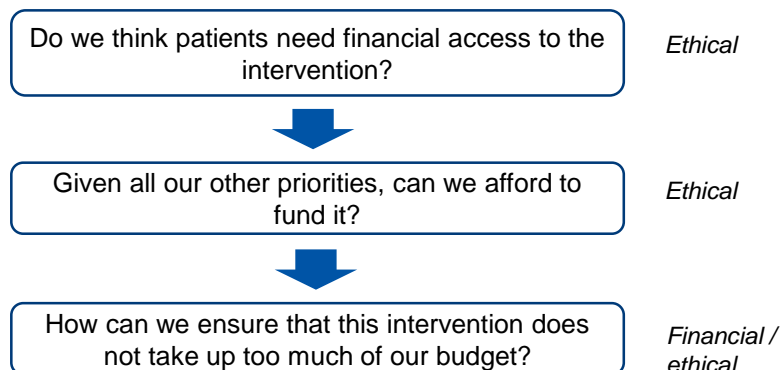 Do we think patients need financial access to the
intervention?
Ethical
Given all our other priorities, can we afford to
fund it?
Ethical
How can we ensure that this intervention does
not take up too much of our budget?
Financial /
ethical